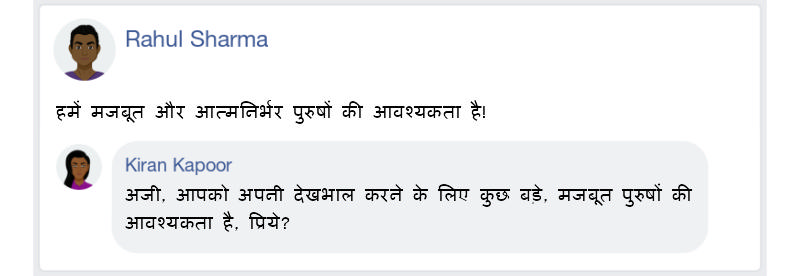 Rahul Sharma
हमें मजबूत और आत्मनिर्भर पुरुषों की आवश्यकता है!
Kiran Kapoor
अजी, आपको अपनी देखभाल करने के लिए कुछ बड़े, मजबूत पुरुषों की
आवश्यकता है, प्रिये?